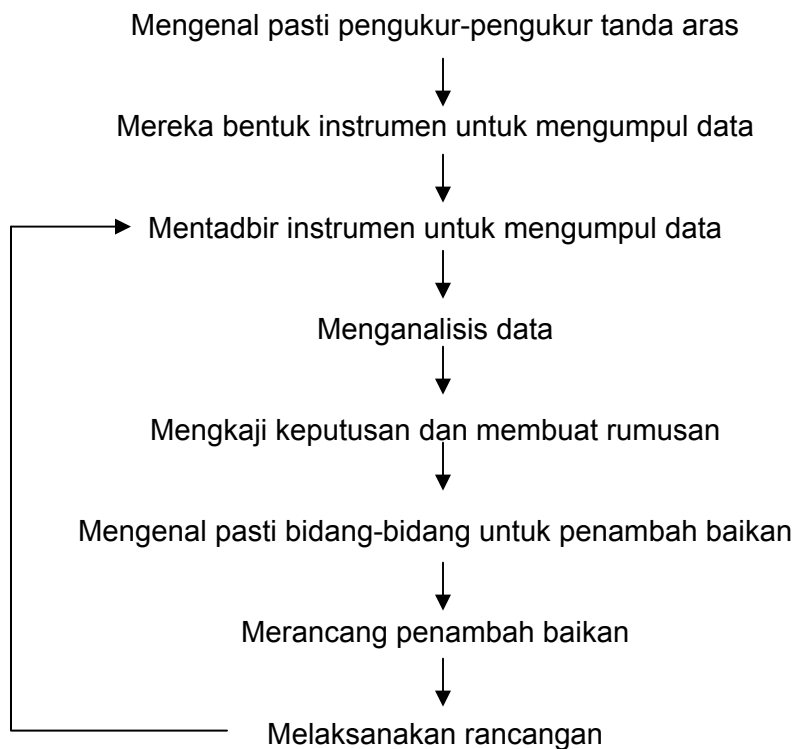 Mengenal pasti pengukur-pengukur tanda aras
Mereka bentuk instrumen untuk mengumpul data
Mentadbir instrumen untuk mengumpul data
Menganalisis data
Mengkaji keputusan dan membuat rumusan
Mengenal pasti bidang-bidang untuk penambah baikan
Merancang penambah baikan
Melaksanakan rancangan